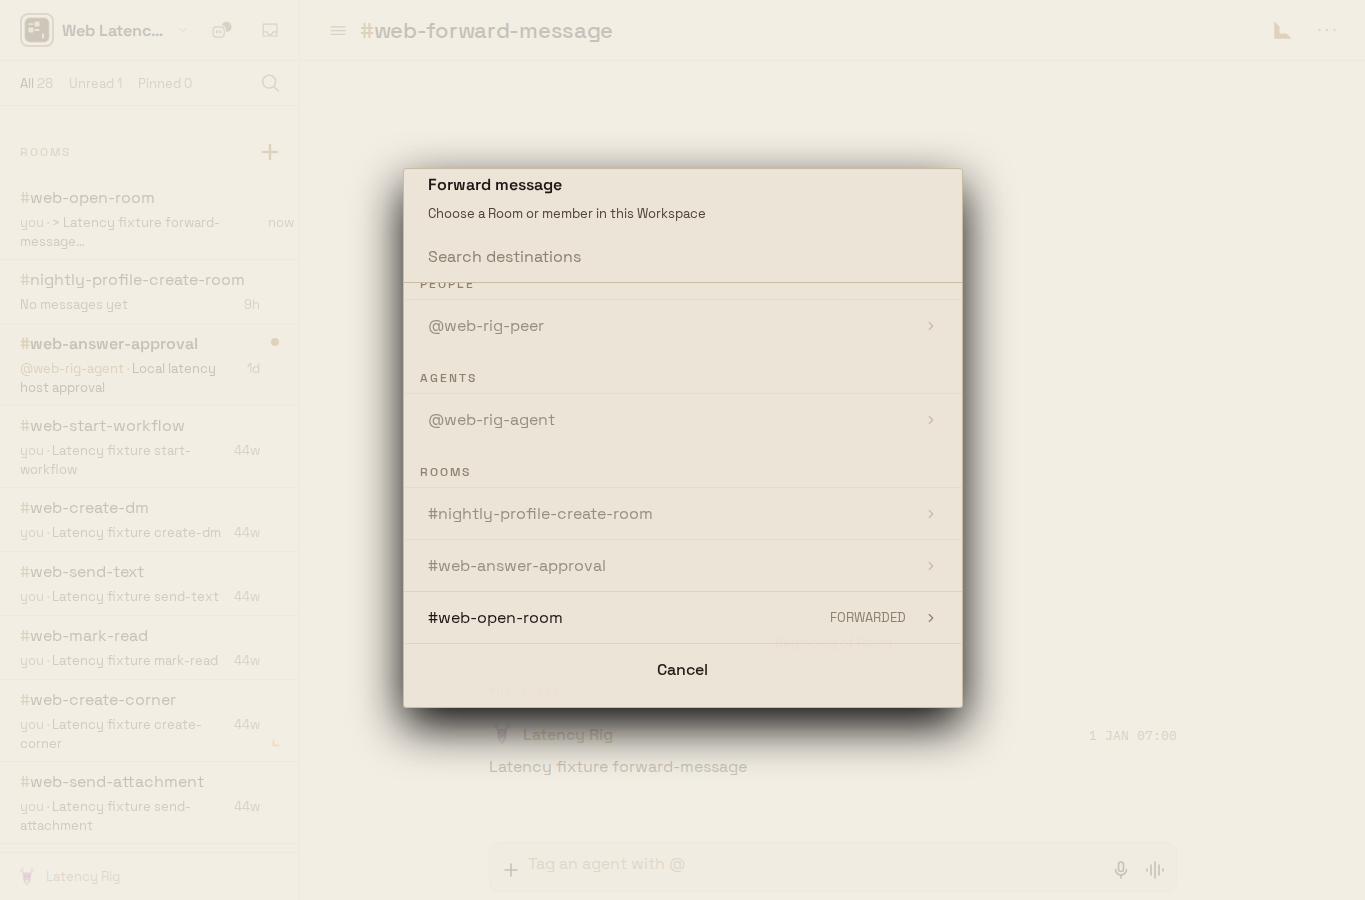 Web Latenc...
#web-forward-message
All 28 Unread 1 Pinned 0
ROOMS
#web-open-room
you · > Latency fixture forward-
message...
now
#nightly-profile-create-room
No messages yet
9h
#web-answer-approval
@web-rig-agent · Local latency
host approval
1d
#web-start-workflow
you · Latency fixture start-
workflow
44w
#web-create-dm
you · Latency fixture create-dm
44w
#web-send-text
you · Latency fixture send-text
44w
#web-mark-read
you · Latency fixture mark-read
44w
#web-create-corner
you · Latency fixture create-
corner
44w
#web-send-attachment
you · Latency fixture send-
attachment
44w
Latency Rig
Forward message
Choose a Room or member in this Workspace
Search destinations
PEOPLE
@web-rig-peer
AGENTS
@web-rig-agent
ROOMS
#nightly-profile-create-room
#web-answer-approval
#web-open-room
FORWARDED
Cancel
Latency Rig
1 JAN 07:00
Latency fixture forward-message
Tag an agent with @